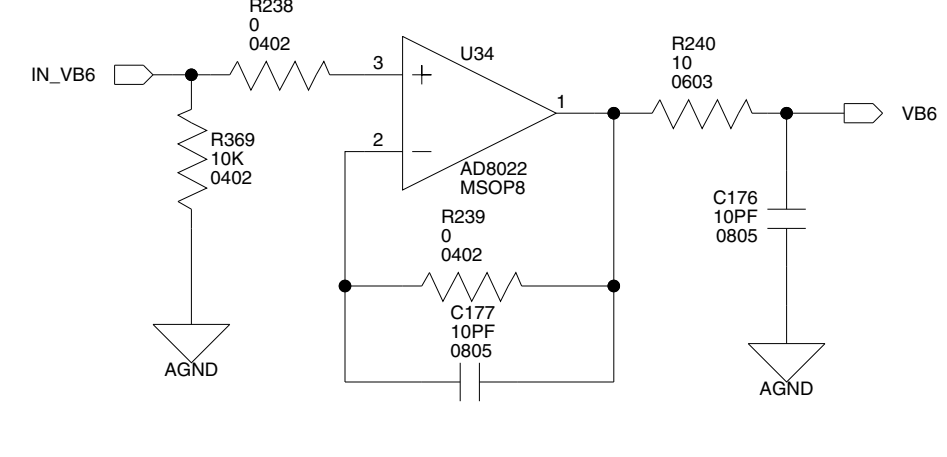 R238
0
0402
IN_VB6
3
+
U34
R369
10K
0402
2
−
1
AD8022
MSOP8
R240
10
0603
VB6
R239
0
0402
C177
10PF
0805
C176
10PF
0805
AGND
AGND